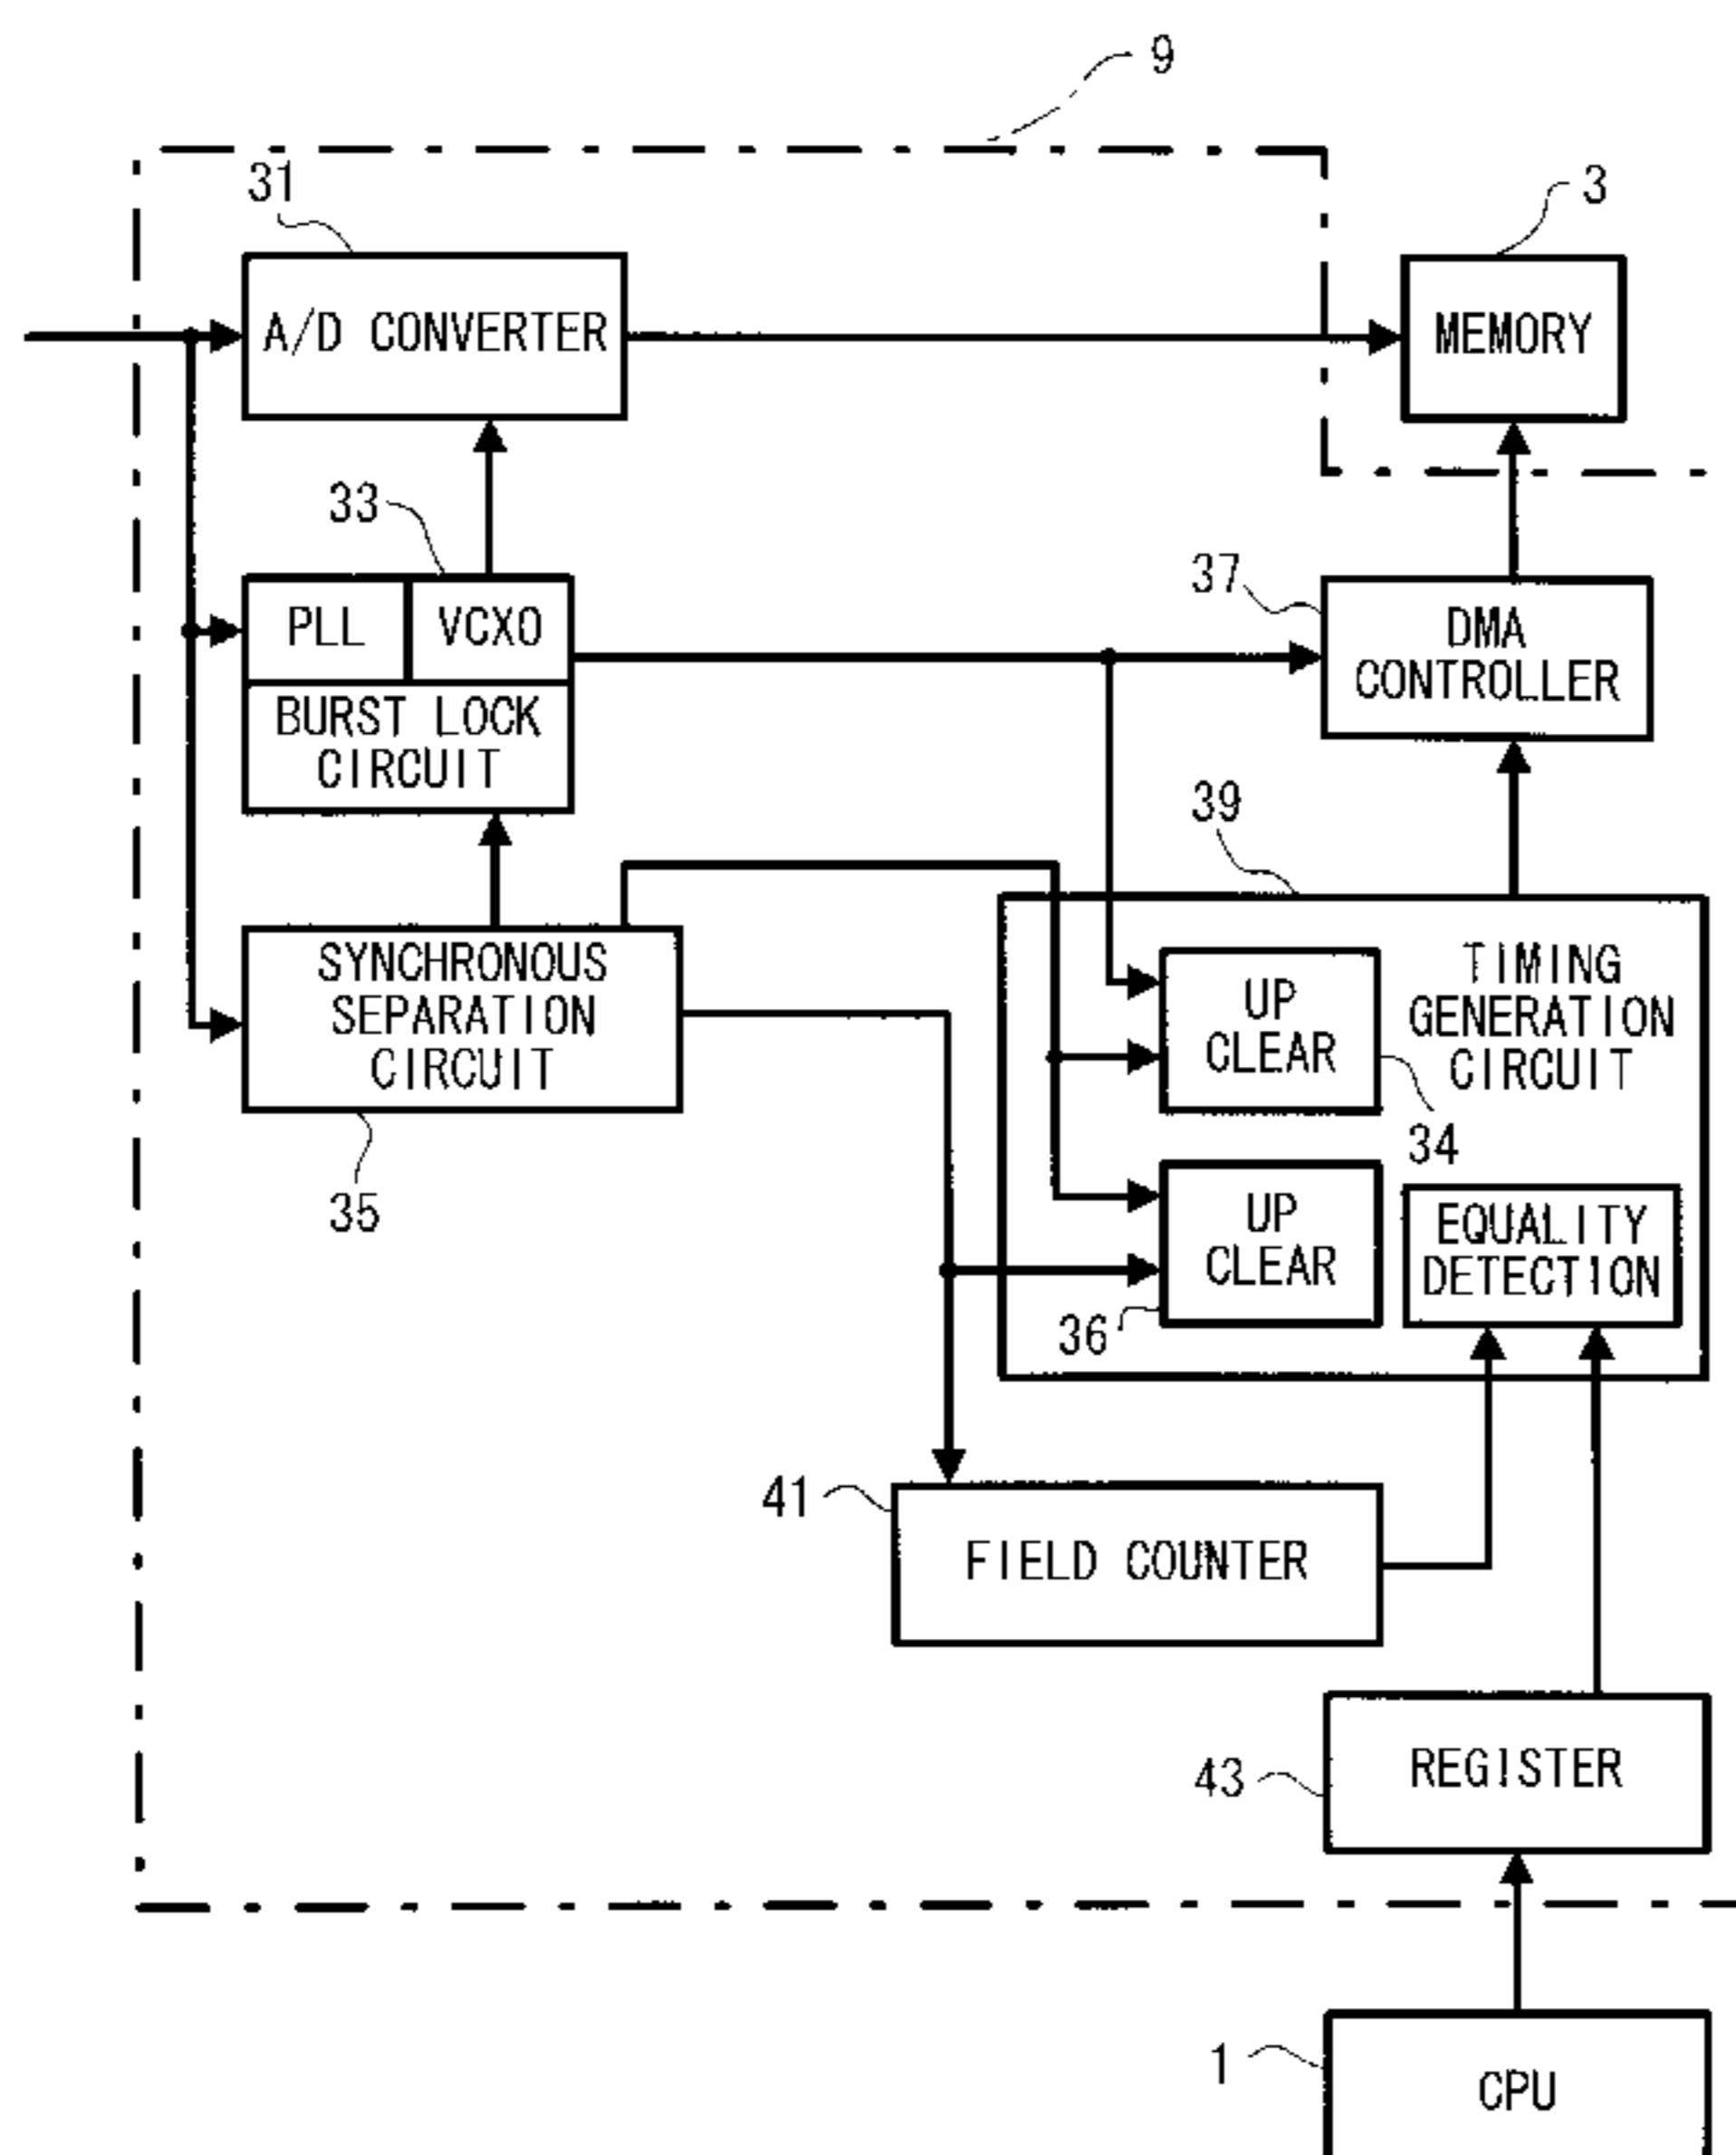 9
31
3
A/D CONVERTER
MEMORY
33
37
PLL
VCXO
DMA
CONTROLLER
BURST LOCK
CIRCUIT
39
SYNCHRONOUS
SEPARATION
CIRCUIT
TIMING
GENERATION
CIRCUIT
UP
CLEAR
34
35
UP
CLEAR
EQUALITY
DETECTION
36
41
FIELD COUNTER
43
REGISTER
1
CPU